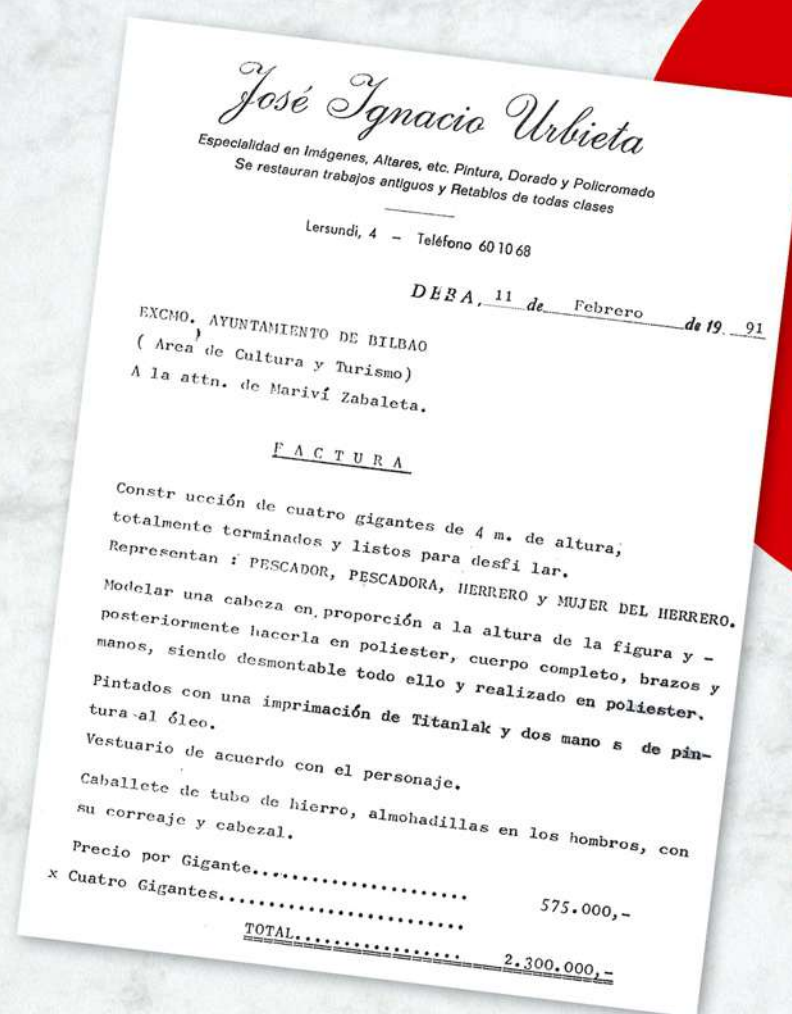 José Ignacio Urbieta
Especialidad en Imágenes, Altares, etc. Pintura, Dorado y Policromado
Se restauran trabajos antiguos y Retablos de todas clases
Lersundi, 4 – Teléfono 60 10 68
DEBA, 11 de Febrero de 19 91
EXCMO. AYUNTAMIENTO DE BILBAO
( Area de Cultura y Turismo)
A la attn. de Mariví Zabaleta.
F A C T U R A
Constr ucción de cuatro gigantes de 4 m. de altura,
totalmente terminados y listos para desfi lar.
Representan : PESCADOR, PESCADORA, HERRERO y MUJER DEL HERRERO.
Modelar una cabeza en proporción a la altura de la figura y -
posteriormente hacerla en poliester, cuerpo completo, brazos y
manos, siendo desmontable todo ello y realizado en poliester.
Pintados con una imprimación de Titanlak y dos mano s de pin-
tura al óleo.
Vestuario de acuerdo con el personaje.
Caballete de tubo de hierro, almohadillas en los hombros, con
su correaje y cabezal.
Precio por Gigante...................... 575.000,-
x Cuatro Gigantes.........................
TOTAL................. 2.300.000,-